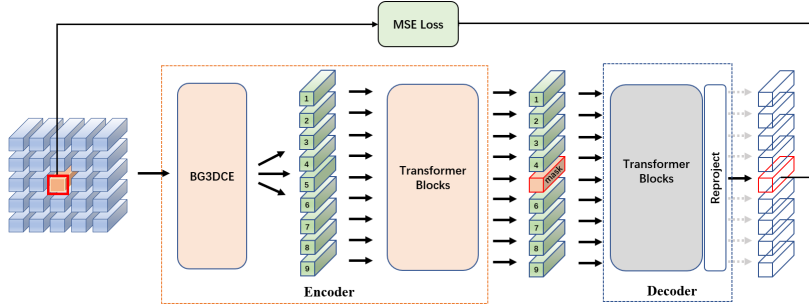 MSE Loss
BG3DCE
1
2
3
4
5
6
7
8
9
Transformer
Blocks
Encoder
1
2
3
4
mask
6
7
8
9
Transformer
Blocks
Reproject
Decoder